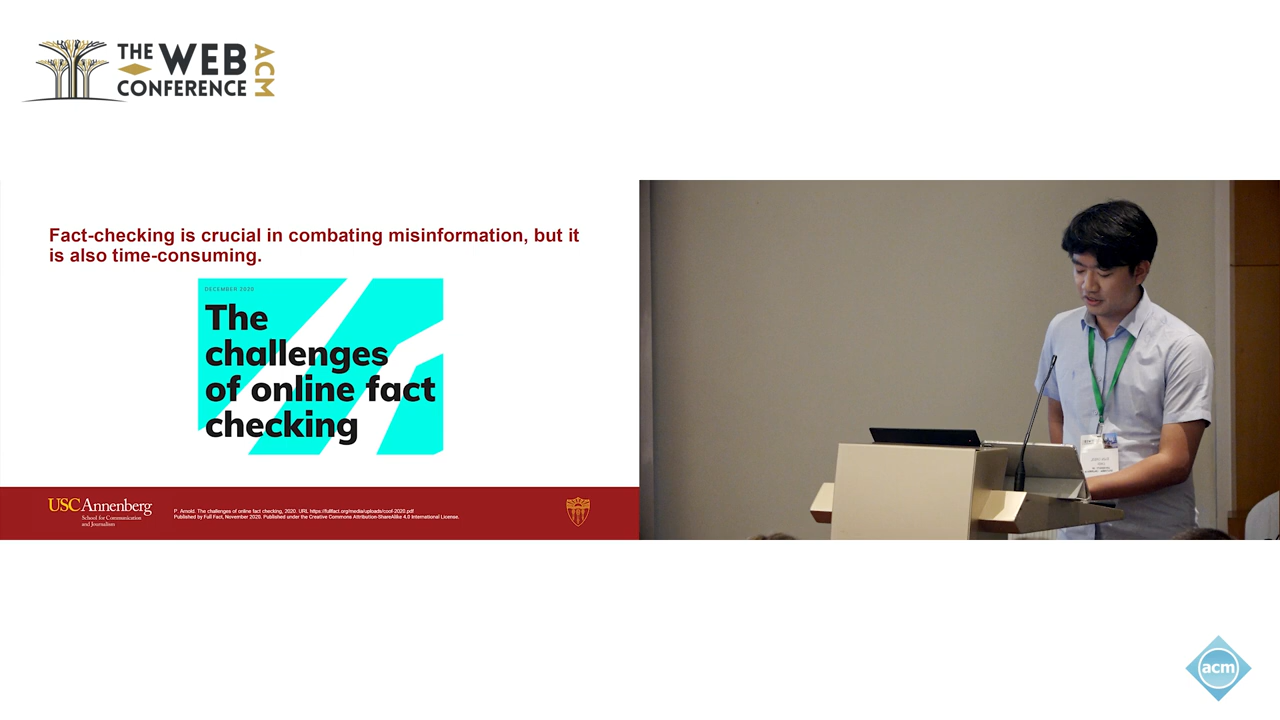 THE WEB
CONFERENCE
ACM
Fact-checking is crucial in combating misinformation, but it
is also time-consuming.
DECEMBER 2020
The
challenges
of online fact
checking
USC Annenberg
School for Communication
and Journalism
P. Arnold. The challenges of online fact checking, 2020. URL https://fullfact.org/media/uploads/coof-2020.pdf
Published by Full Fact, November 2020. Published under the Creative Commons Attribution-ShareAlike 4.0 International License.
acm